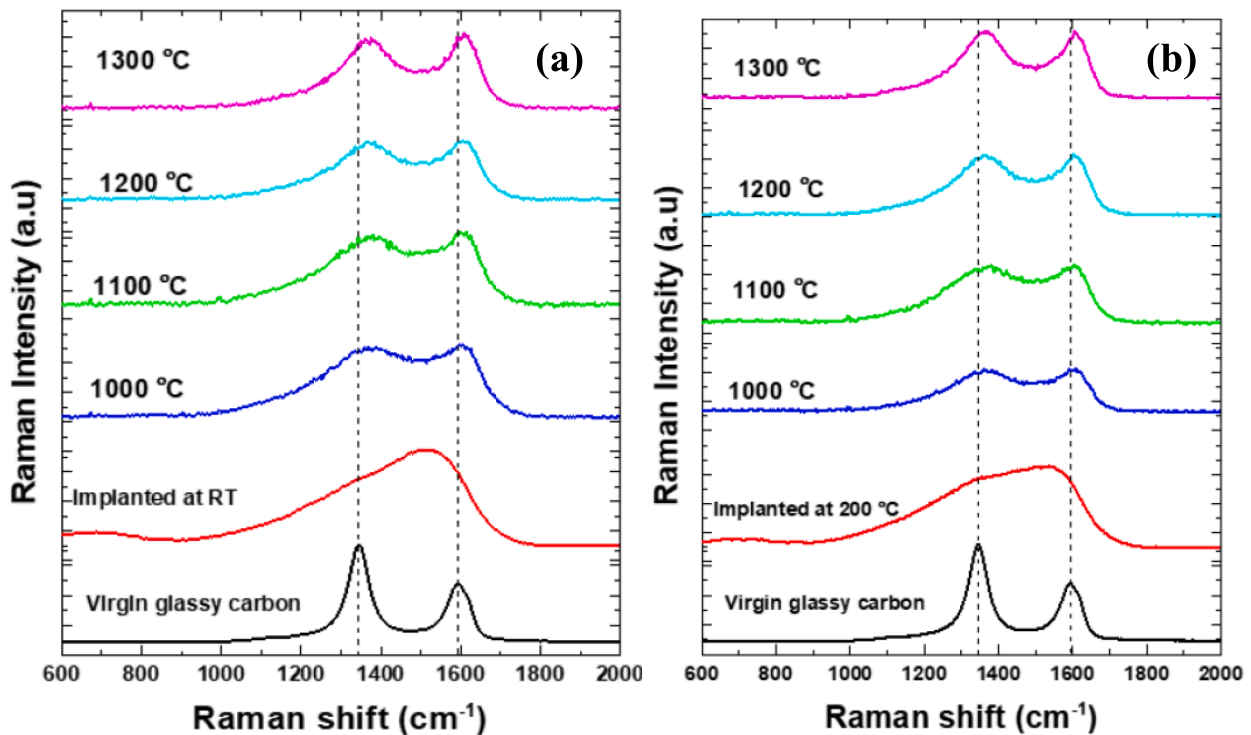 (a)
1300 °C
1200 °C
1100 °C
1000 °C
Implanted at RT
Virgin glassy carbon
Raman Intensity (a.u)
600 800 1000 1200 1400 1600 1800 2000
Raman shift (cm⁻¹)
(b)
1300 °C
1200 °C
1100 °C
1000 °C
Implanted at 200 °C
Virgin glassy carbon
Raman Intensity (a.u)
600 800 1000 1200 1400 1600 1800 2000
Raman shift (cm⁻¹)